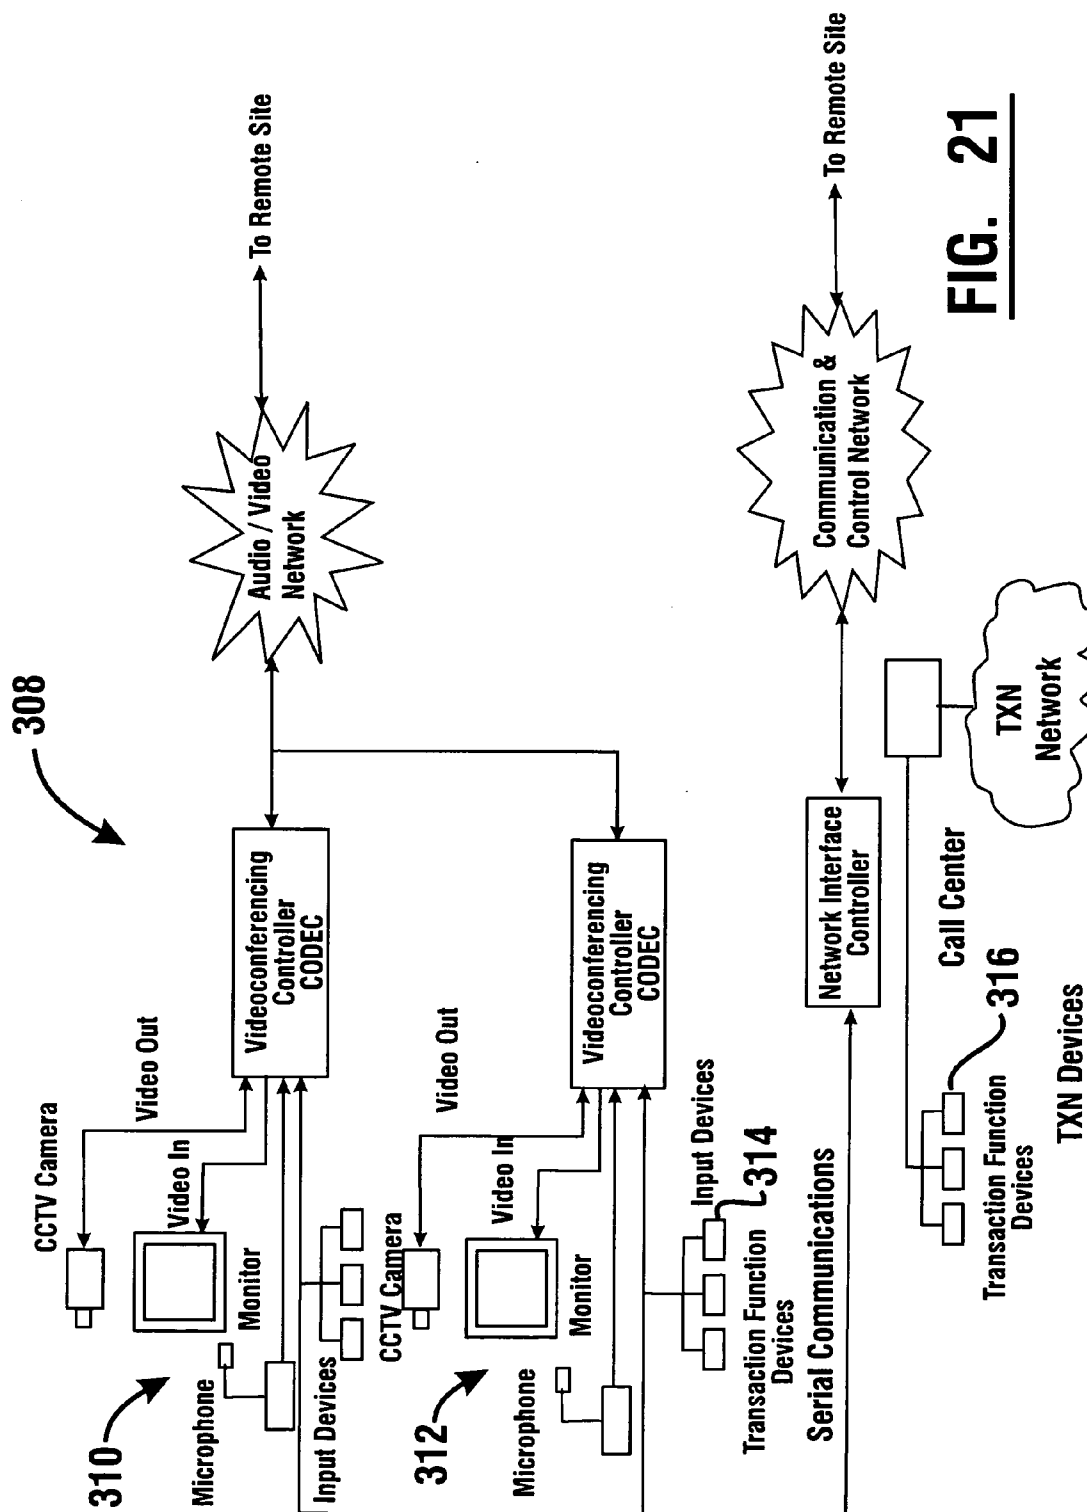 308
310
CCTV Camera
Video Out
Video In
Monitor
Microphone
Input Devices
Videoconferencing
Controller
CODEC
Audio / Video
Network
To Remote Site
312
CCTV Camera
Video Out
Video In
Monitor
Microphone
Videoconferencing
Controller
CODEC
Input Devices
314
Transaction Function
Devices
Serial Communications
Network Interface
Controller
Communication &
Control Network
To Remote Site
Call Center
316
Transaction Function
Devices
TXN Devices
TXN
Network
FIG. 21